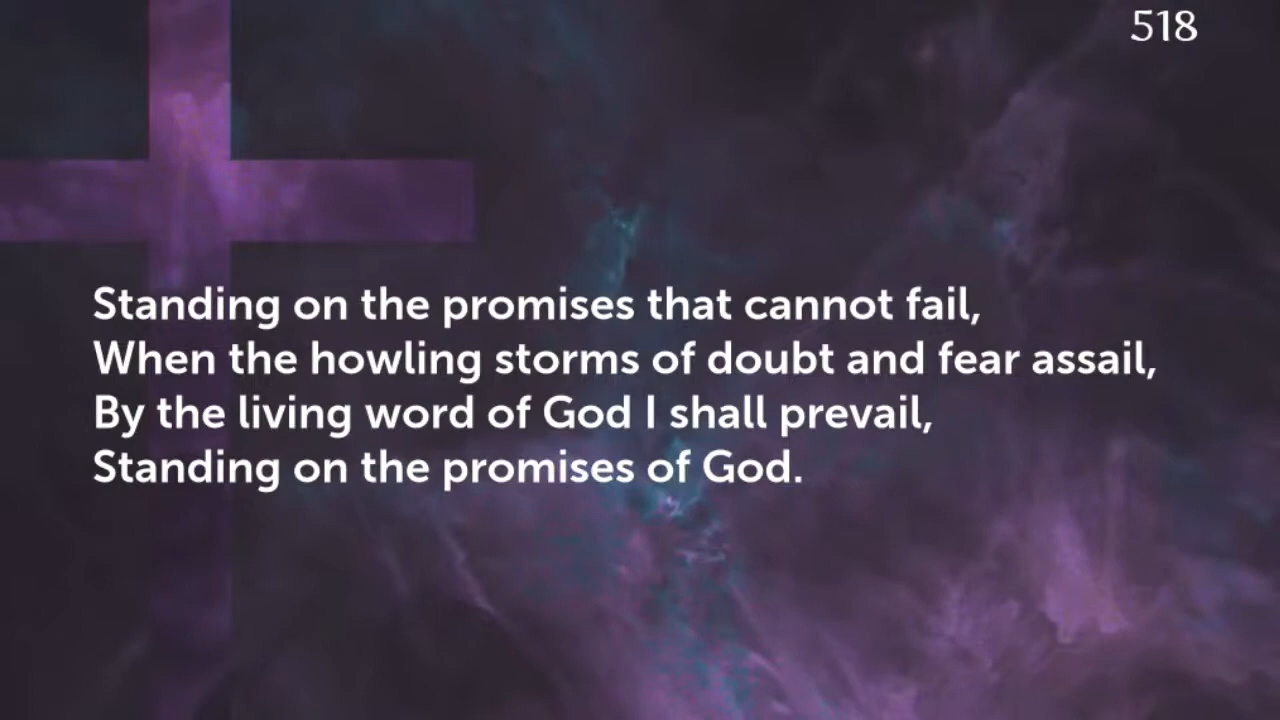 518
Standing on the promises that cannot fail,
When the howling storms of doubt and fear assail,
By the living word of God I shall prevail,
Standing on the promises of God.